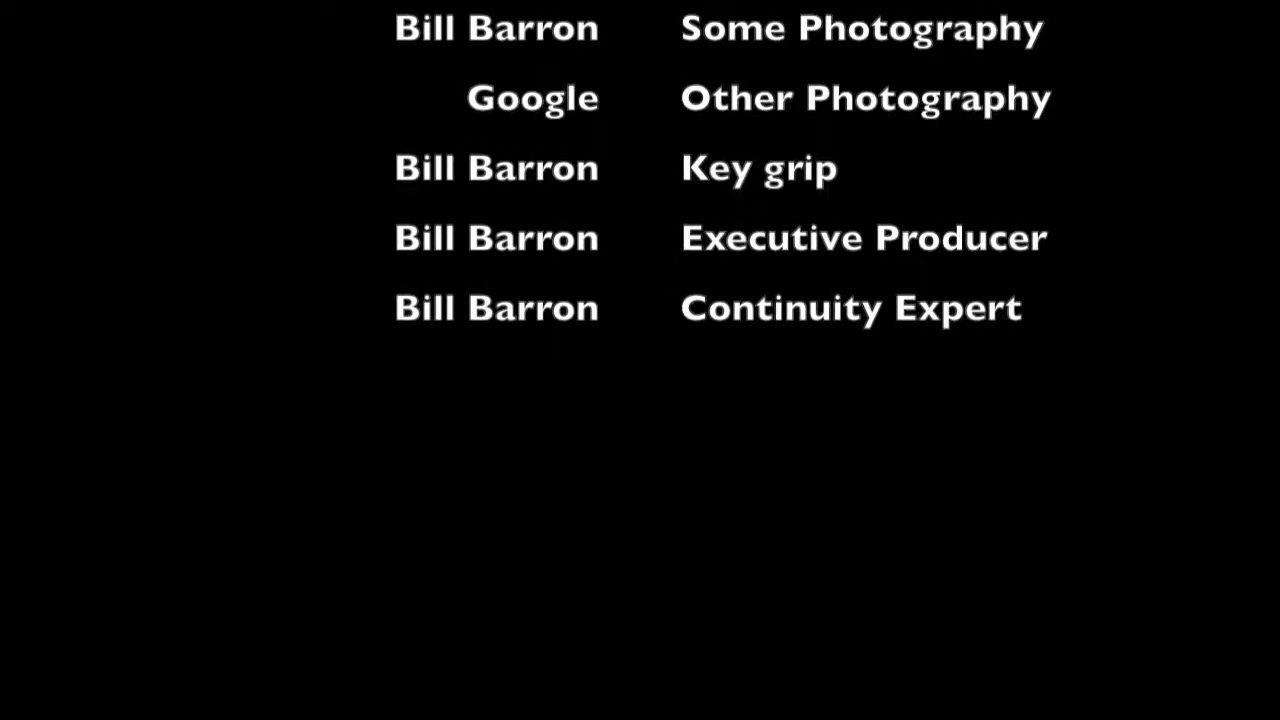 Bill Barron Some Photography
Google Other Photography
Bill Barron Key grip
Bill Barron Executive Producer
Bill Barron Continuity Expert